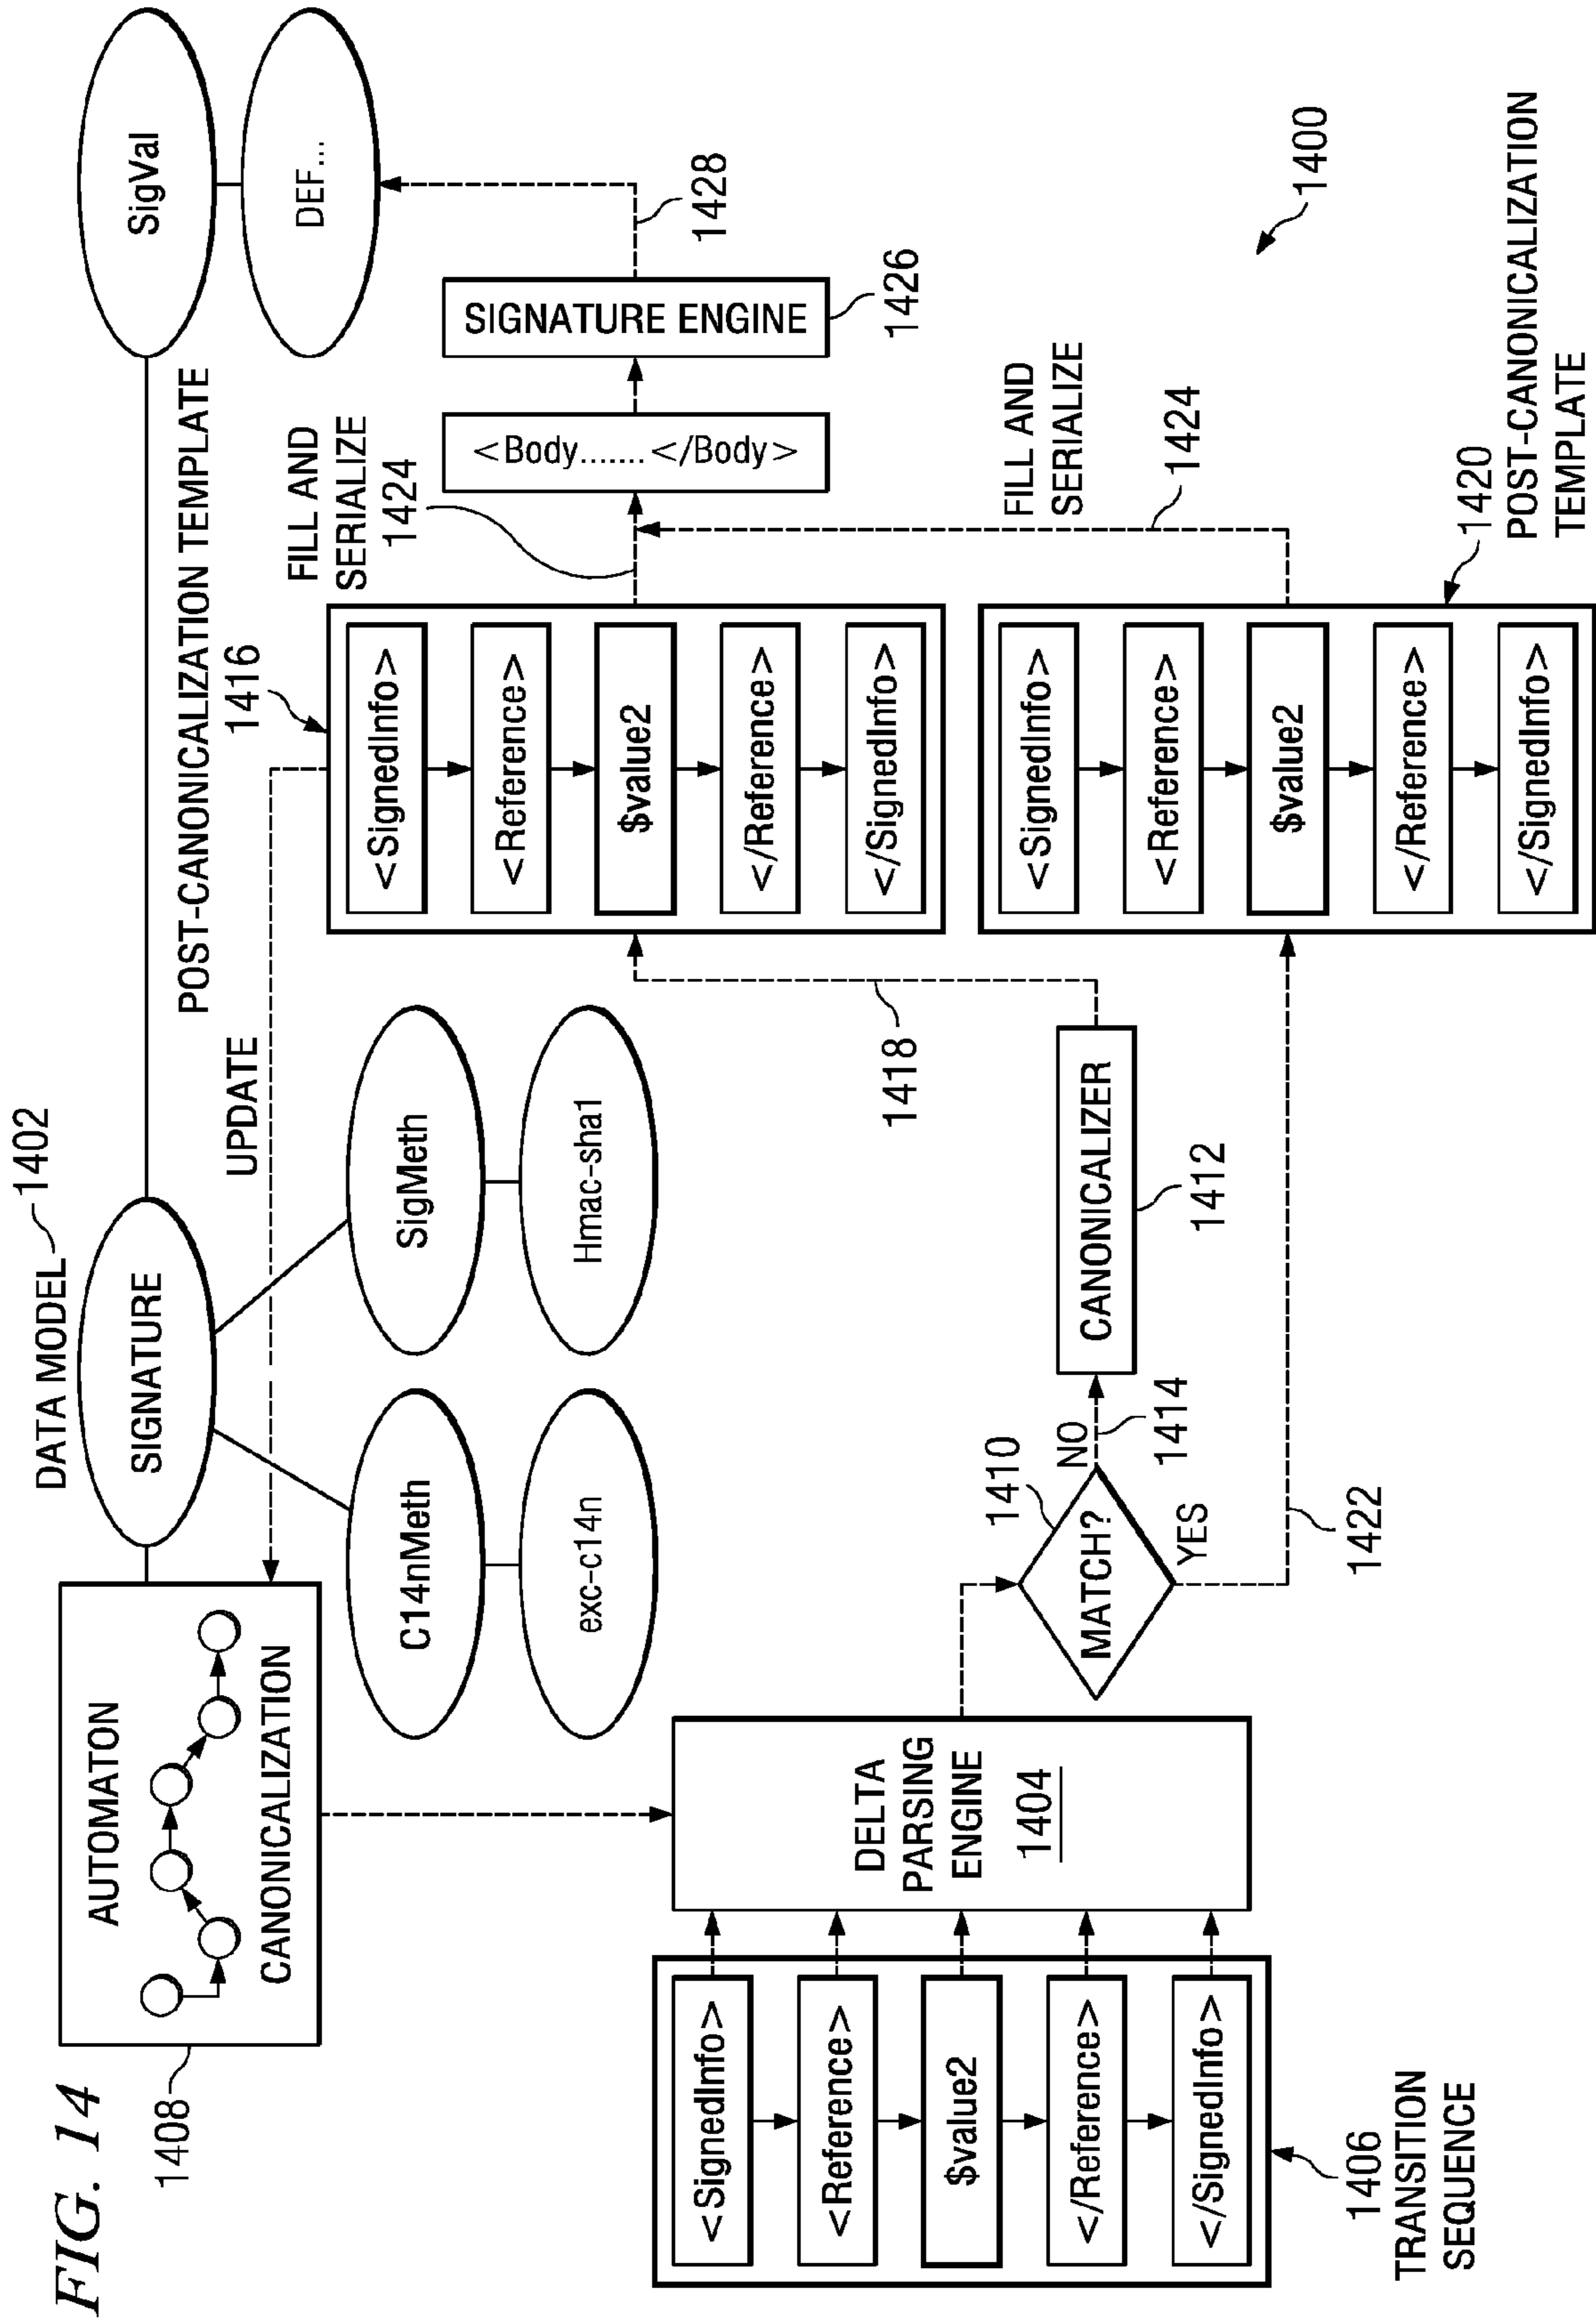 FIG. 14
DATA MODEL 1402
SIGNATURE
SigVal
DEF...
AUTOMATON
CANONICALIZATION
1408
UPDATE
POST-CANONICALIZATION TEMPLATE
1416
C14nMeth
exc-c14n
SigMeth
Hmac-sha1
<SignedInfo>
<Reference>
$value2
</Reference>
</SignedInfo>
FILL AND
SERIALIZE
1424
<Body....... </Body>
SIGNATURE ENGINE
1426
1428
<SignedInfo>
<Reference>
$value2
</Reference>
</SignedInfo>
1406
TRANSITION
SEQUENCE
DELTA
PARSING
ENGINE
1404
MATCH?
1410
NO
1414
YES
1422
CANONICALIZER
1412
1418
<SignedInfo>
<Reference>
$value2
</Reference>
</SignedInfo>
FILL AND
SERIALIZE
1424
1420
POST-CANONICALIZATION
TEMPLATE
1400